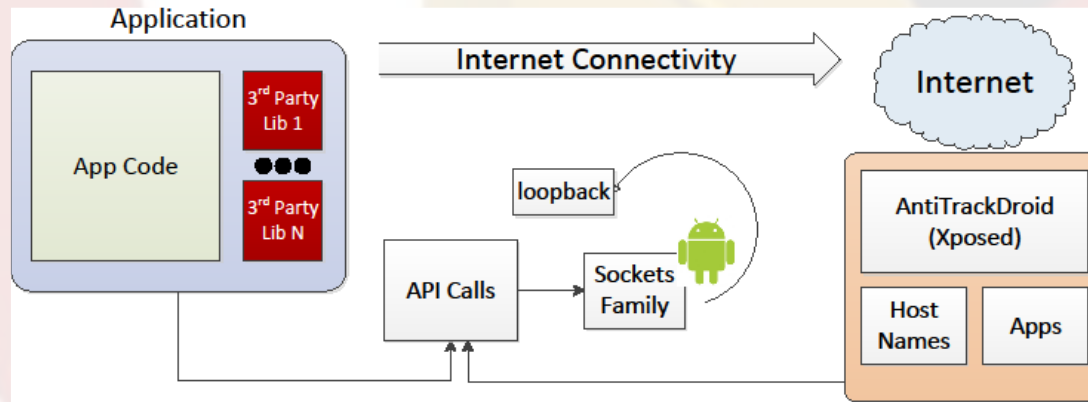 Application
App Code
3rd Party
Lib 1
3rd Party
Lib N
Internet Connectivity
Internet
loopback
API Calls
Sockets
Family
AntiTrackDroid
(Xposed)
Host
Names
Apps